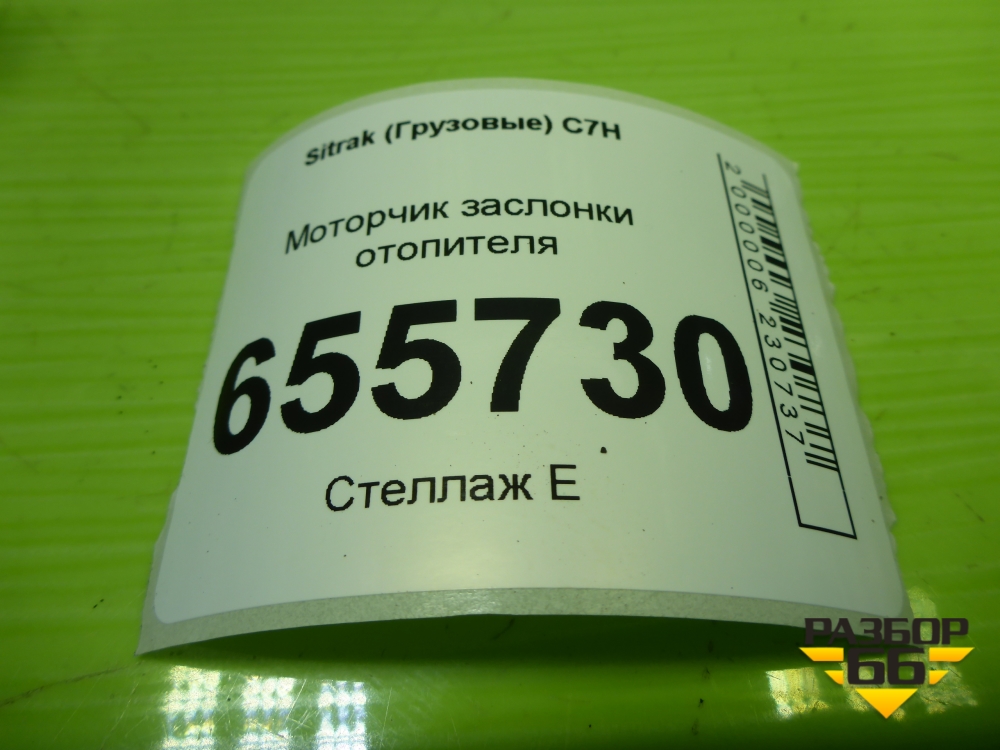 Sitrak (Грузовые) C7H
Моторчик заслонки
отопителя
655730
Стеллаж Е
2000006230737
РАЗБОР
66